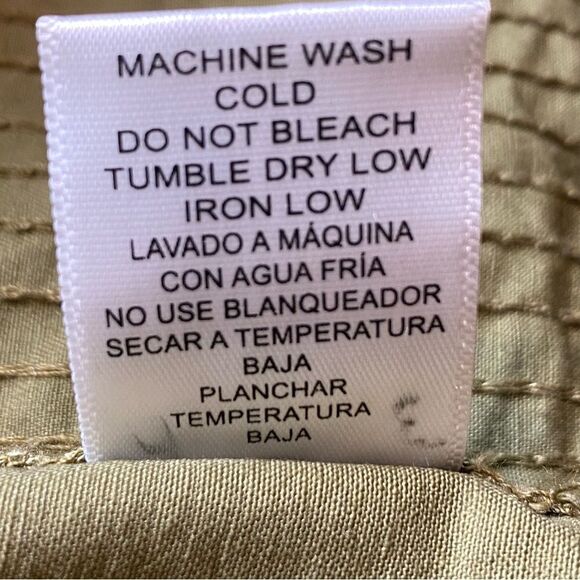 MACHINE WASH
COLD
DO NOT BLEACH
TUMBLE DRY LOW
IRON LOW
LAVADO A MÁQUINA
CON AGUA FRÍA
NO USE BLANQUEADOR
SECAR A TEMPERATURA
BAJA
PLANCHAR
TEMPERATURA
BAJA